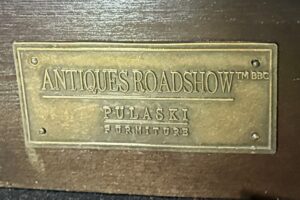 ANTIQUES ROADSHOW™ BBC
PULASKI
FURNITURE